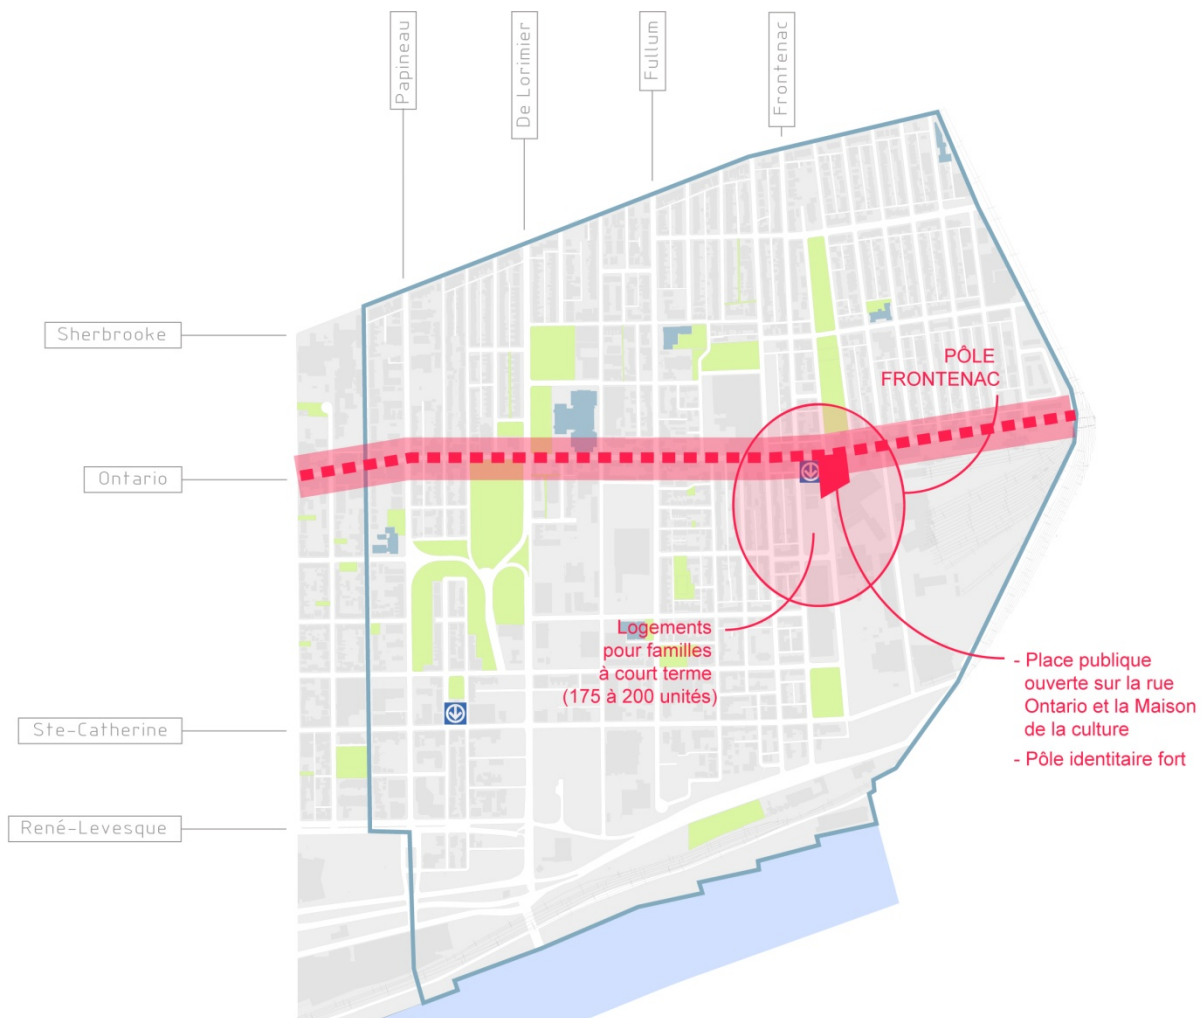 Papineau
De Lorimier
Fullum
Frontenac
Sherbrooke
PÔLE
FRONTENAC
Ontario
Logements
pour familles
à court terme
(175 à 200 unités)
- Place publique
ouverte sur la rue
Ontario et la Maison
de la culture
- Pôle identitaire fort
Ste-Catherine
René-Levesque